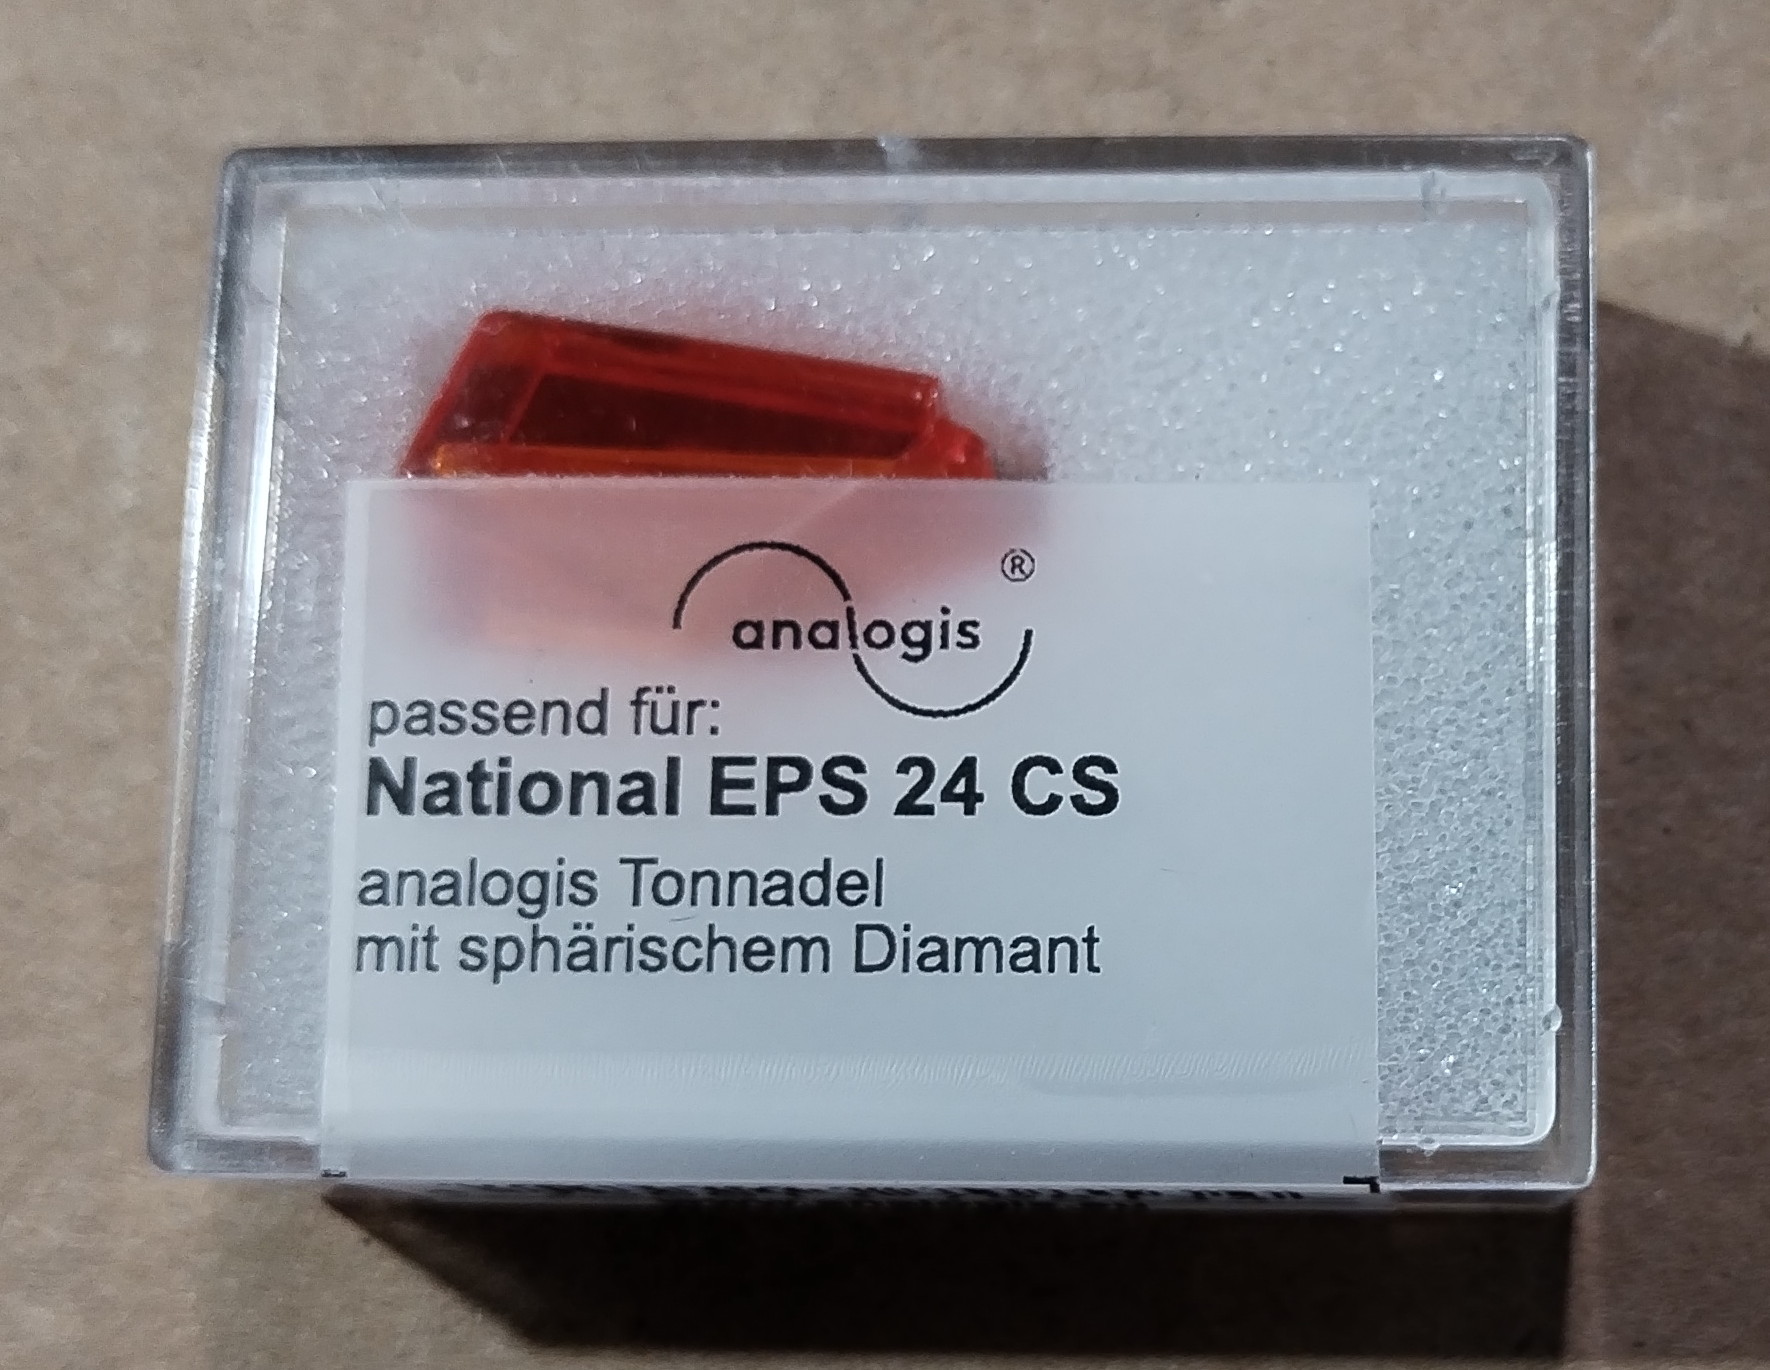 analogis ®
passend für:
National EPS 24 CS
analogis Tonnadel
mit sphärischem Diamant